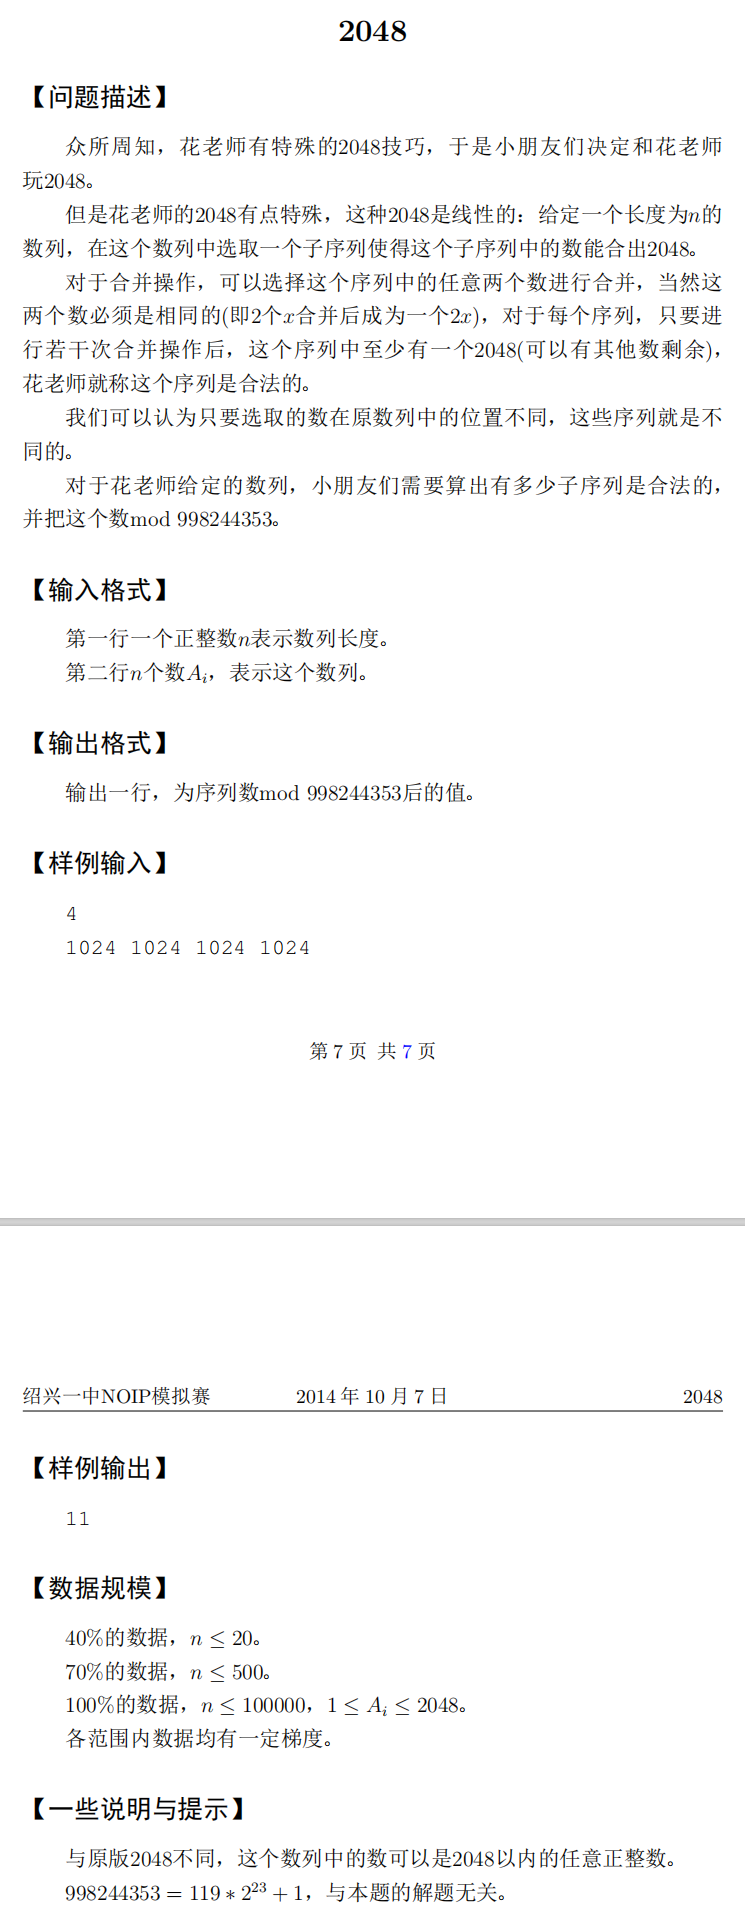 2048
【问题描述】
众所周知，花老师有特殊的2048技巧，于是小朋友们决定和花老师
玩2048。
但是花老师的2048有点特殊，这种2048是线性的：给定一个长度为n的
数列，在这个数列中选取一个子序列使得这个子序列中的数能合出2048。
对于合并操作，可以选择这个序列中的任意两个数进行合并，当然这
两个数必须是相同的(即2个x合并后成为一个2x)，对于每个序列，只要进
行若干次合并操作后，这个序列中至少有一个2048(可以有其他数剩余)，
花老师就称这个序列是合法的。
我们可以认为只要选取的数在原数列中的位置不同，这些序列就是不
同的。
对于花老师给定的数列，小朋友们需要算出有多少子序列是合法的，
并把这个数mod 998244353。
【输入格式】
第一行一个正整数n表示数列长度。
第二行n个数Aᵢ，表示这个数列。
【输出格式】
输出一行，为序列数mod 998244353后的值。
【样例输入】
4
1024 1024 1024 1024
第 7 页 共 7 页
绍兴一中NOIP模拟赛 2014 年 10 月 7 日 2048
【样例输出】
11
【数据规模】
40%的数据，n ≤ 20。
70%的数据，n ≤ 500。
100%的数据，n ≤ 100000，1 ≤ Aᵢ ≤ 2048。
各范围内数据均有一定梯度。
【一些说明与提示】
与原版2048不同，这个数列中的数可以是2048以内的任意正整数。
998244353 = 119 ∗ 2²³ + 1，与本题的解题无关。